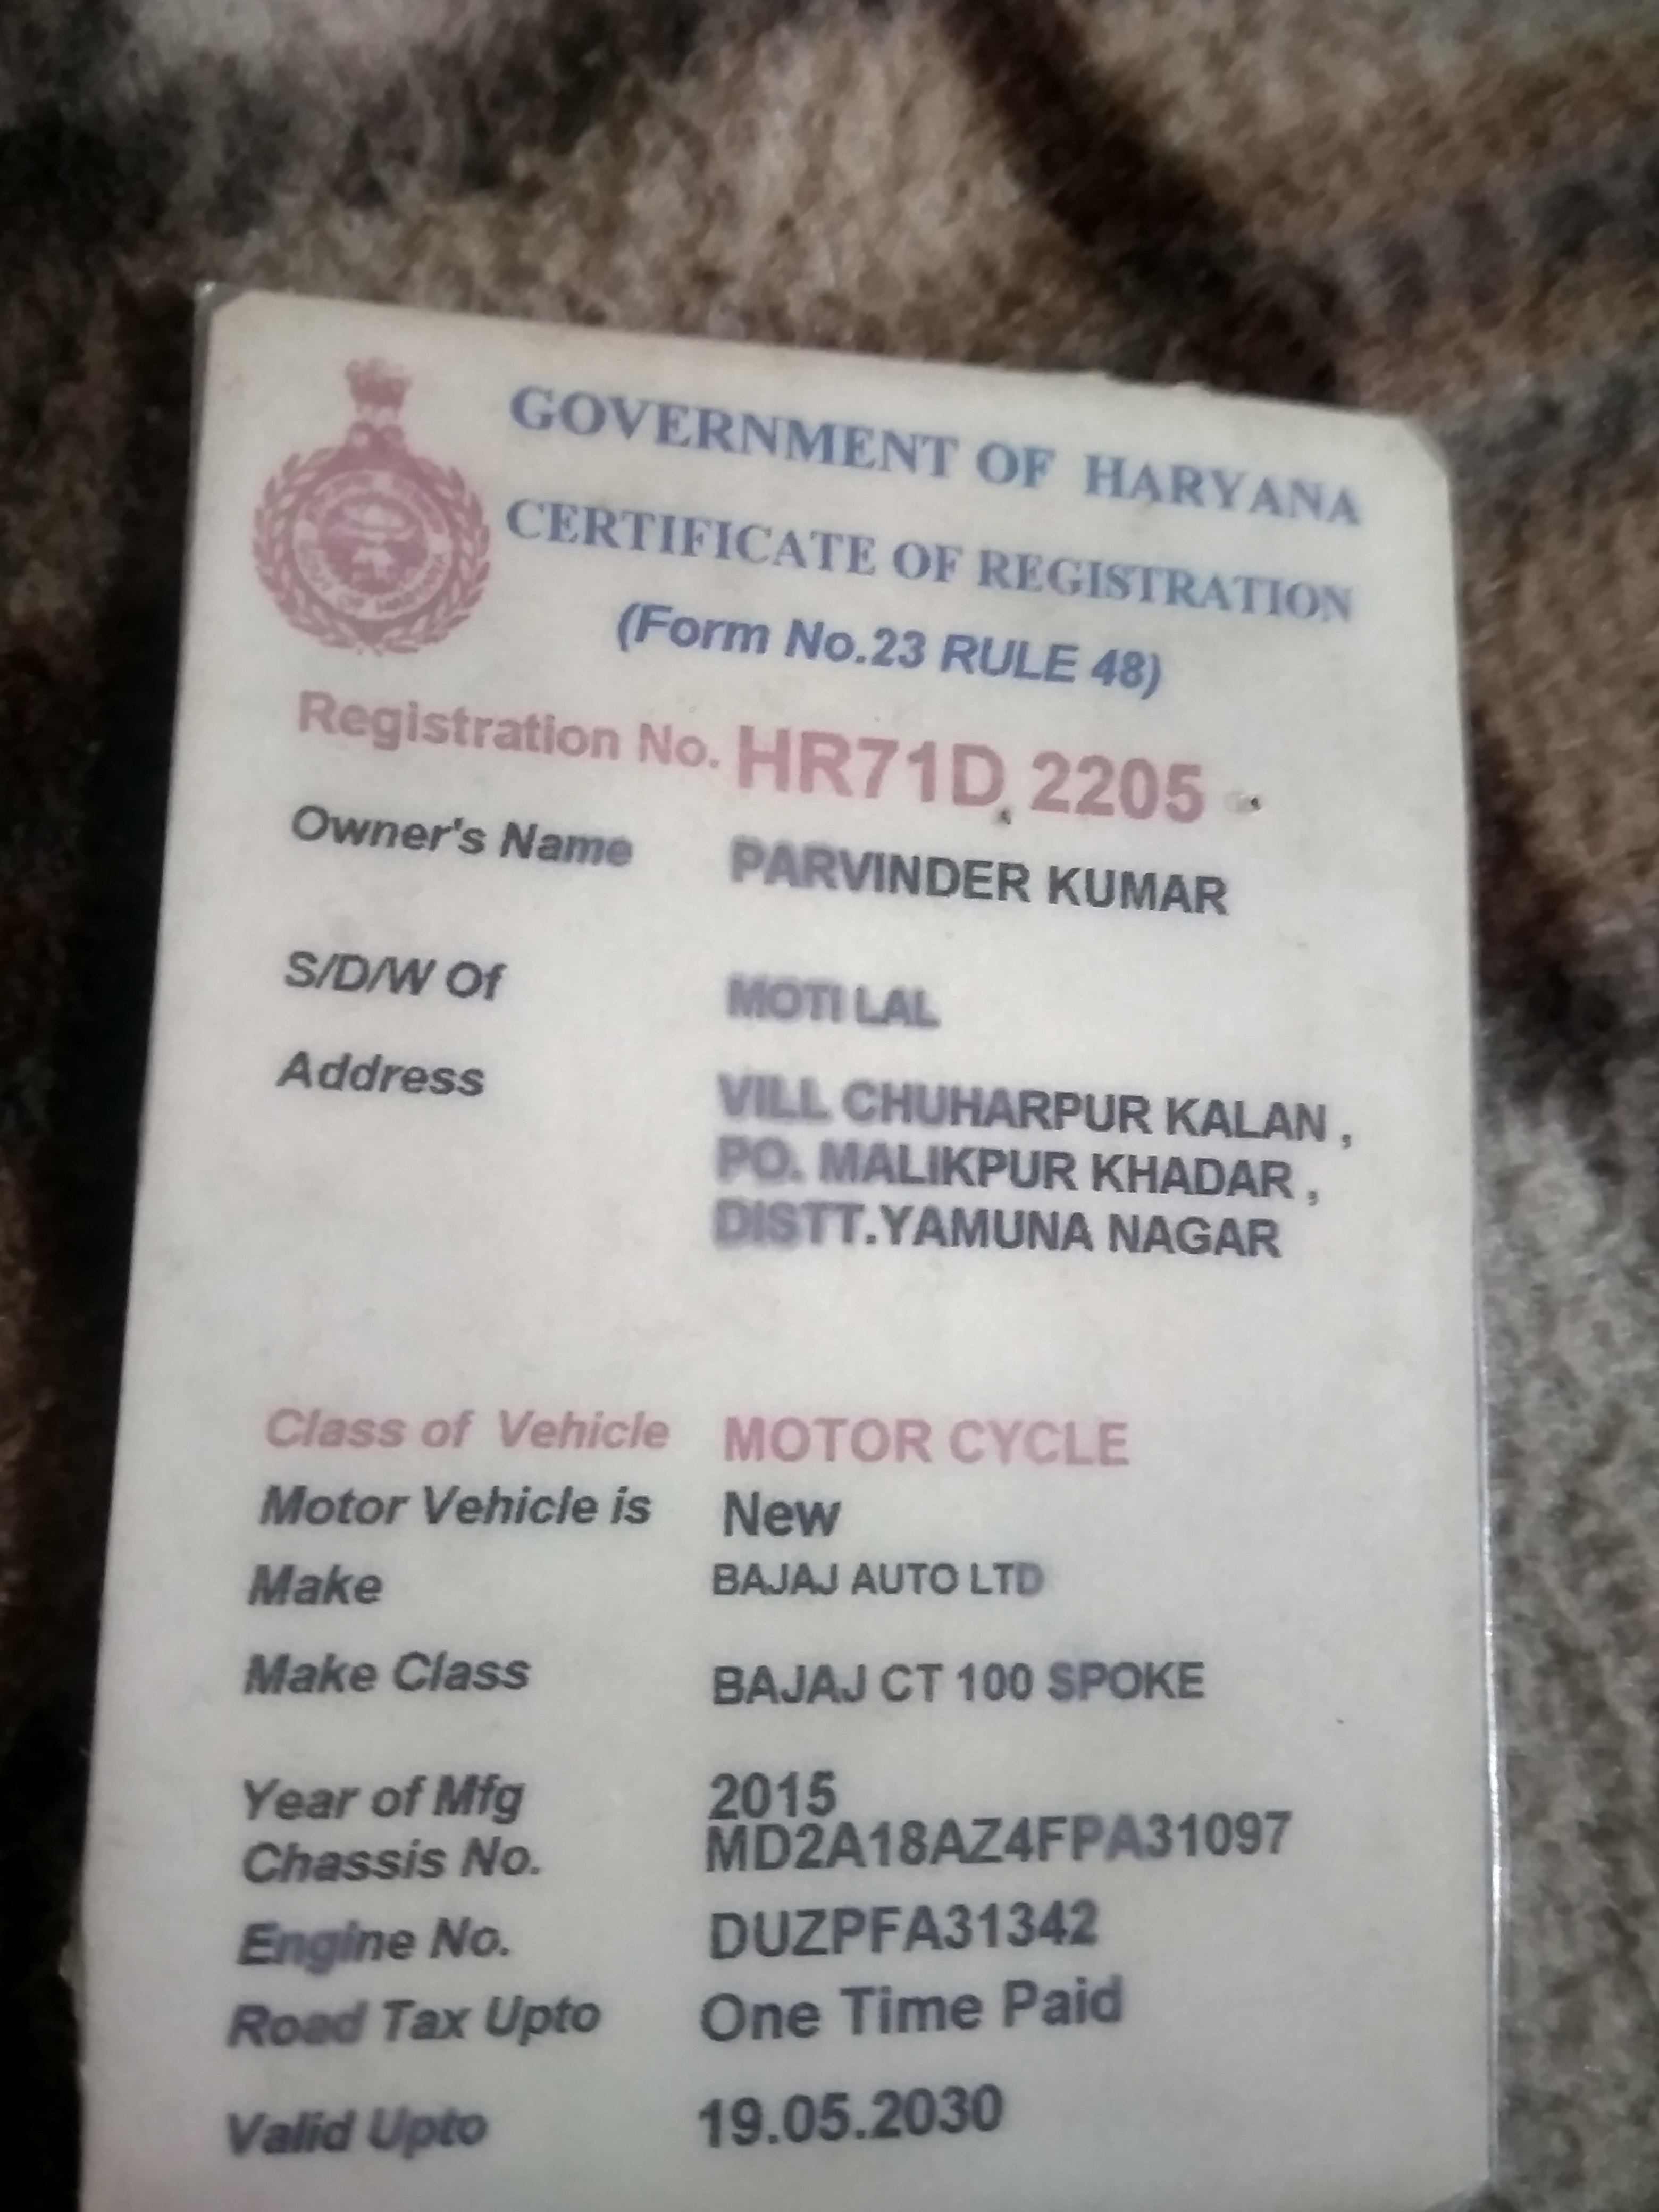 GOVERNMENT OF HARYANA
CERTIFICATE OF REGISTRATION
(Form No.23 RULE 48)
Registration No. HR71D 2205
Owner's Name PARVINDER KUMAR
S/D/W Of MOTI LAL
Address VILL CHUHARPUR KALAN ,
PO. MALIKPUR KHADAR ,
DISTT.YAMUNA NAGAR
Class of Vehicle MOTOR CYCLE
Motor Vehicle is New
Make BAJAJ AUTO LTD
Make Class BAJAJ CT 100 SPOKE
Year of Mfg 2015
Chassis No. MD2A18AZ4FPA31097
Engine No. DUZPFA31342
Road Tax Upto One Time Paid
Valid Upto 19.05.2030